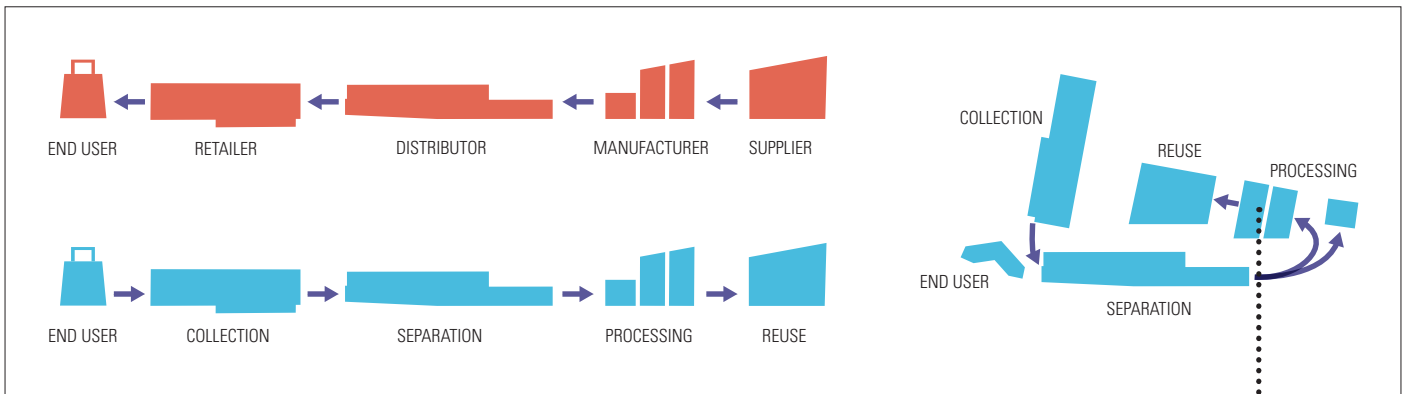 END USER
RETAILER
DISTRIBUTOR
MANUFACTURER
SUPPLIER
END USER
COLLECTION
SEPARATION
PROCESSING
REUSE
COLLECTION
REUSE
PROCESSING
END USER
SEPARATION